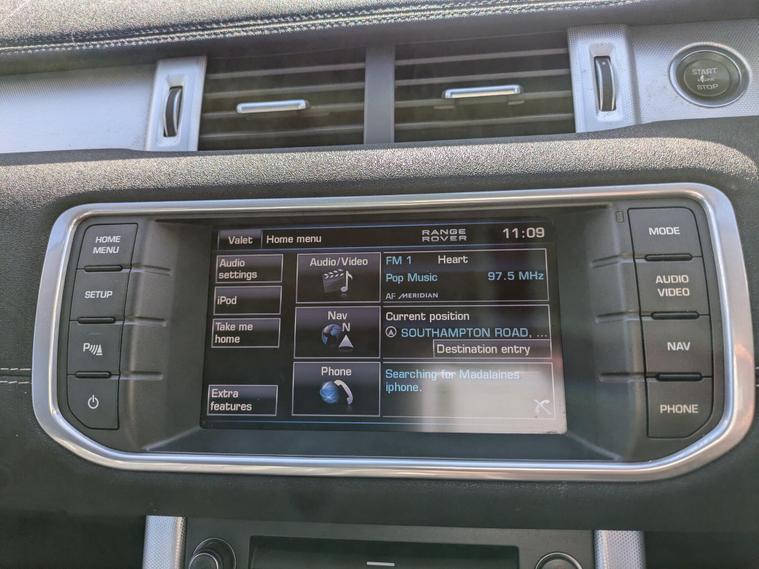 START
STOP
HOME
MENU
SETUP
P
MODE
AUDIO
VIDEO
NAV
PHONE
Valet
Home menu
RANGE
ROVER
11:09
Audio
settings
iPod
Take me
home
Extra
features
Audio/Video
Nav
N
Phone
FM 1 Heart
Pop Music 97.5 MHz
AF MERIDIAN
Current position
SOUTHAMPTON ROAD, ...
Destination entry
Searching for Madalaines
iphone.